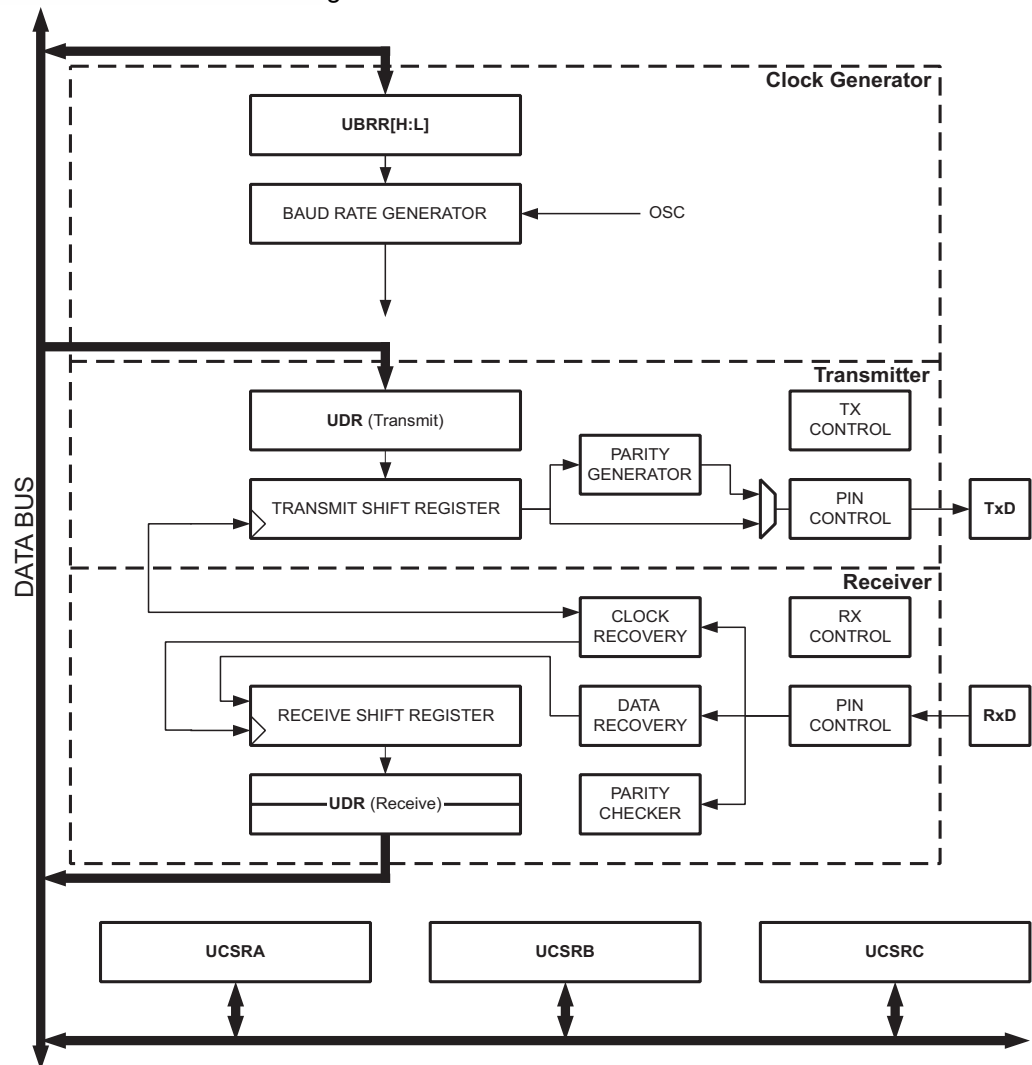 Clock Generator
UBRR[H:L]
BAUD RATE GENERATOR
OSC
DATA BUS
Transmitter
UDR (Transmit)
TX
CONTROL
PARITY
GENERATOR
TRANSMIT SHIFT REGISTER
PIN
CONTROL
TxD
Receiver
CLOCK
RECOVERY
RX
CONTROL
RECEIVE SHIFT REGISTER
DATA
RECOVERY
PIN
CONTROL
RxD
UDR (Receive)
PARITY
CHECKER
UCSRA
UCSRB
UCSRC